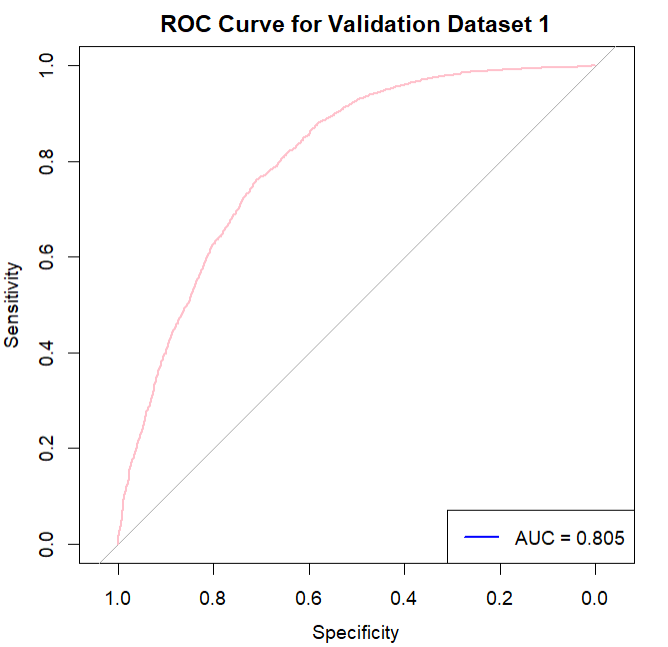 ROC Curve for Validation Dataset 1
Sensitivity
1.0
0.8
0.6
0.4
0.2
0.0
AUC = 0.805
1.0 0.8 0.6 0.4 0.2 0.0
Specificity